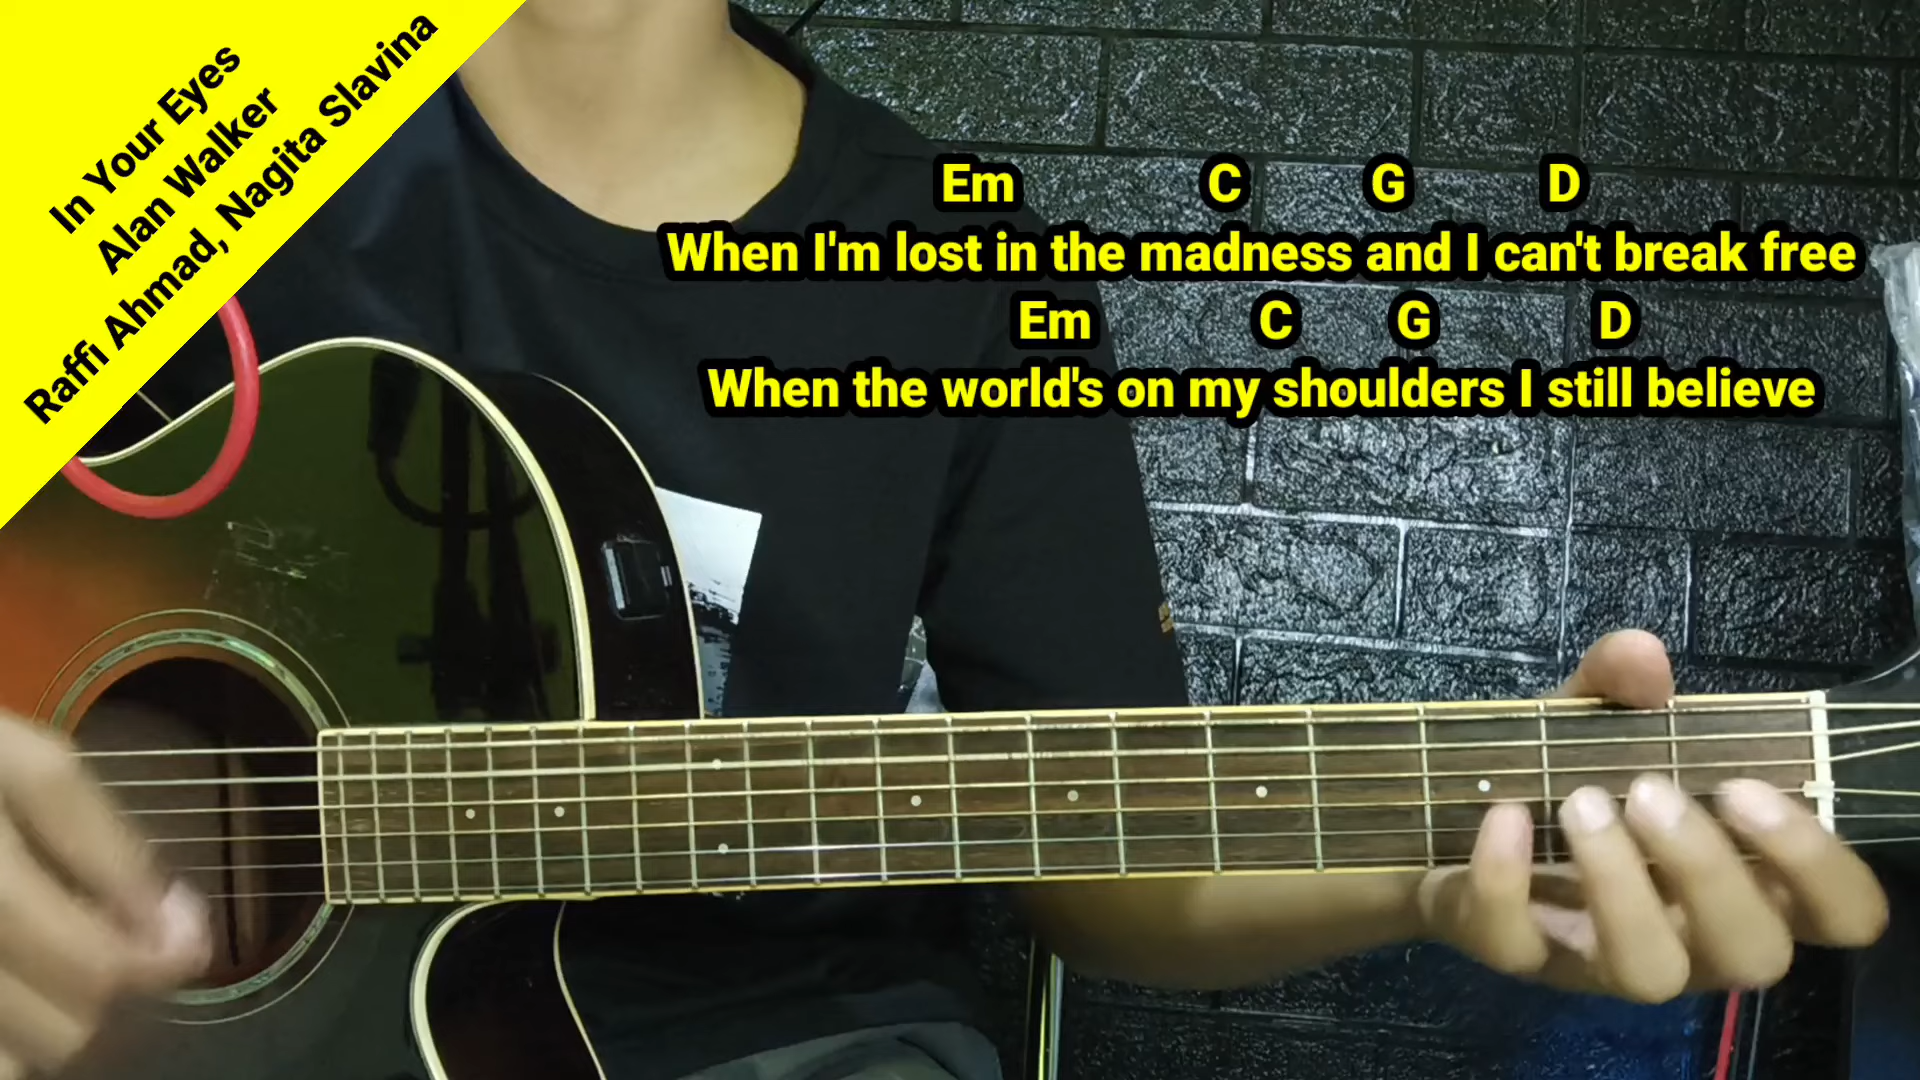 In Your Eyes
Alan Walker
Raffi Ahmad, Nagita Slavina
Em C G D
When I'm lost in the madness and I can't break free
Em C G D
When the world's on my shoulders I still believe